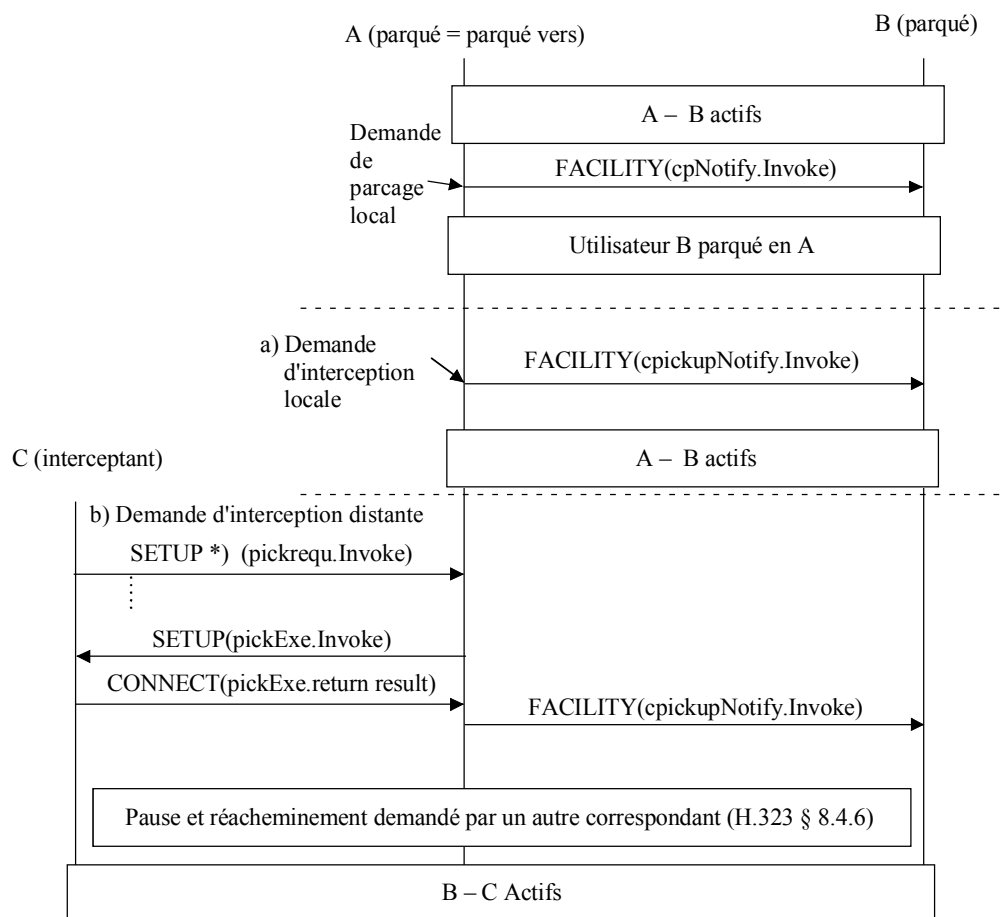 B (parqué)
A (parqué = parqué vers)
A – B actifs
Demande
de
parcage
local
FACILITY(cpNotify.Invoke)
Utilisateur B parqué en A
a) Demande
d'interception
locale
FACILITY(cpickupNotify.Invoke)
C (interceptant)
A – B actifs
b) Demande d'interception distante
SETUP *) (pickrequ.Invoke)
SETUP(pickExe.Invoke)
CONNECT(pickExe.return result)
FACILITY(cpickupNotify.Invoke)
Pause et réacheminement demandé par un autre correspondant (H.323 § 8.4.6)
B – C Actifs